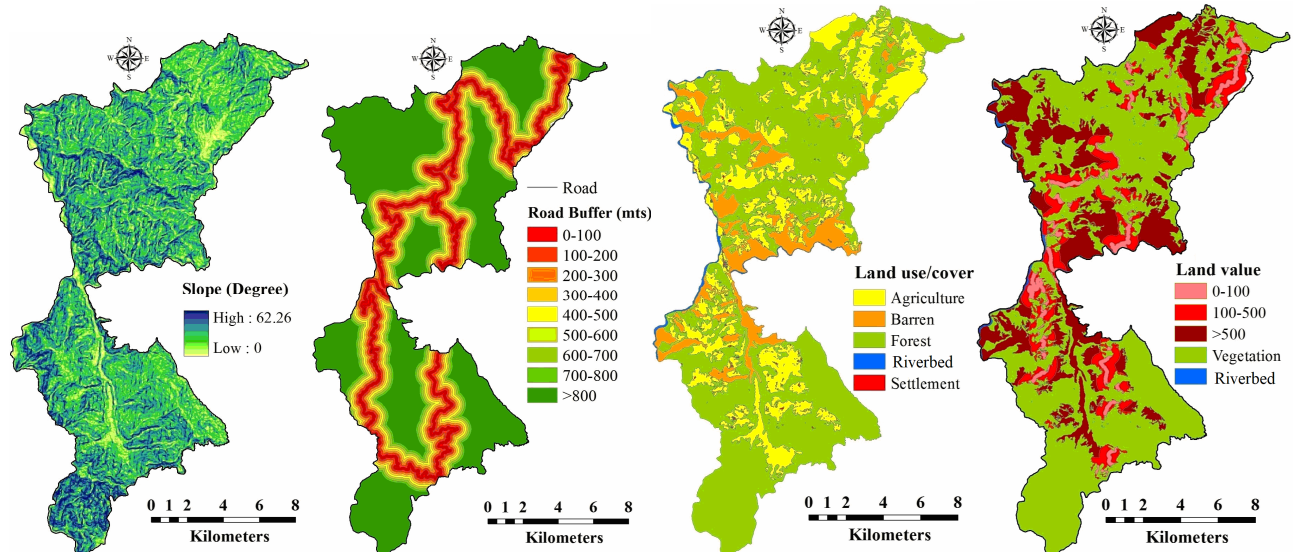 N
W E
S
Slope (Degree)
High : 62.26
Low : 0
0 1 2 4 6 8
Kilometers
N
W E
S
Road
Road Buffer (mts)
0-100
100-200
200-300
300-400
400-500
500-600
600-700
700-800
>800
0 1 2 4 6 8
Kilometers
N
W E
S
Land use/cover
Agriculture
Barren
Forest
Riverbed
Settlement
0 1 2 4 6 8
Kilometers
N
W E
S
Land value
0-100
100-500
>500
Vegetation
Riverbed
0 1 2 4 6 8
Kilometers